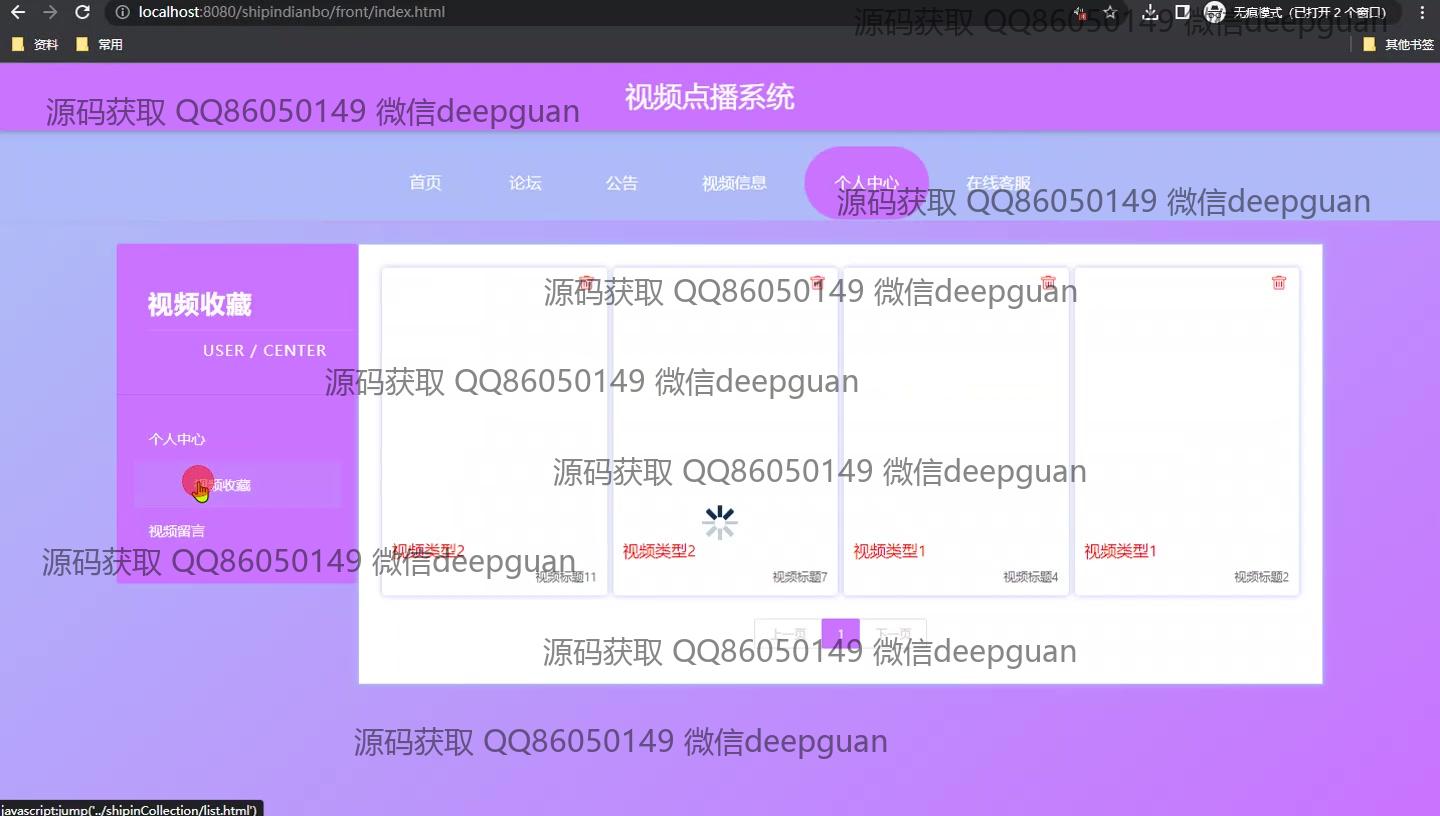 localhost:8080/shipindianbo/front/index.html
无痕模式（已打开 2 个窗口）
源码获取 QQ86050149 微信deepguan
资料
常用
其他书签
视频点播系统
源码获取 QQ86050149 微信deepguan
首页
论坛
公告
视频信息
个人中心
在线客服
源码获取 QQ86050149 微信deepguan
视频收藏
USER / CENTER
源码获取 QQ86050149 微信deepguan
源码获取 QQ86050149 微信deepguan
个人中心
视频收藏
视频留言
源码获取 QQ86050149 微信deepguan
视频类型2
视频类型2
视频类型1
视频类型1
源码获取 QQ86050149 微信deepguan
视频标题11
视频标题7
视频标题4
视频标题2
上一页
1
下一页
源码获取 QQ86050149 微信deepguan
源码获取 QQ86050149 微信deepguan
javascript:jump('../shipinCollection/list.html')